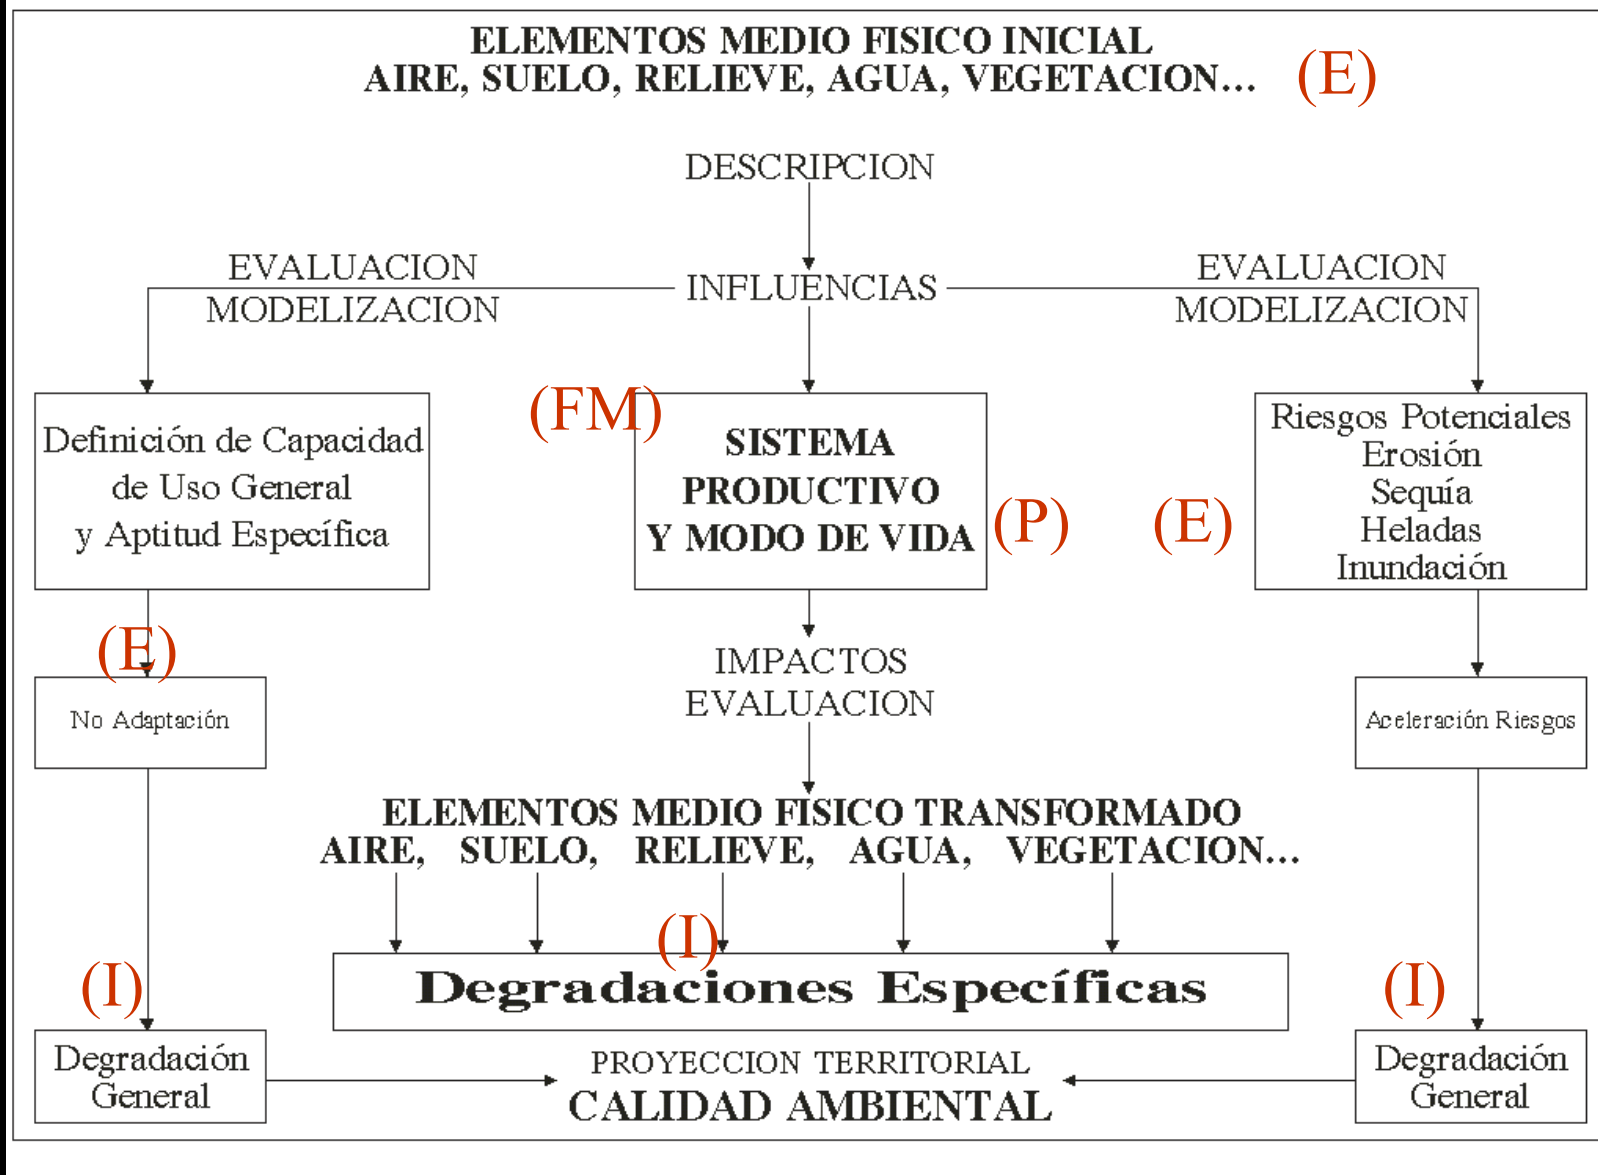 ELEMENTOS MEDIO FISICO INICIAL
AIRE, SUELO, RELIEVE, AGUA, VEGETACION...
(E)
DESCRIPCION
EVALUACION
MODELIZACION
INFLUENCIAS
EVALUACION
MODELIZACION
Definición de Capacidad
de Uso General
y Aptitud Específica
(FM)
SISTEMA
PRODUCTIVO
Y MODO DE VIDA
(P)
(E)
Riesgos Potenciales
Erosión
Sequía
Heladas
Inundación
(E)
No Adaptación
IMPACTOS
EVALUACION
Aceleración Riesgos
ELEMENTOS MEDIO FISICO TRANSFORMADO
AIRE, SUELO, RELIEVE, AGUA, VEGETACION...
(I)
Degradaciones Específicas
(I)
(I)
Degradación
General
PROYECCION TERRITORIAL
CALIDAD AMBIENTAL
Degradación
General